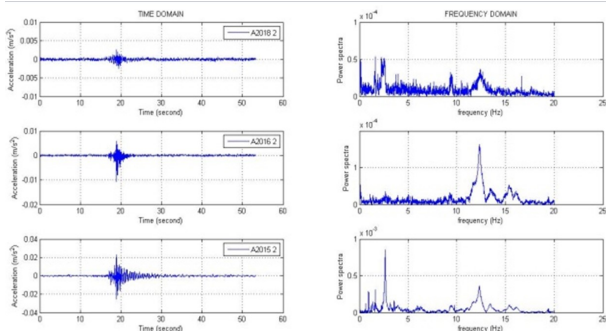 TIME DOMAIN
0.01
0.005
0
-0.005
-0.01
Acceleration (m/s²)
A2018 2
0 10 20 30 40 50 60
Time (second)
0.01
0
-0.01
-0.02
Acceleration (m/s²)
A2016 2
0 10 20 30 40 50 60
Time (second)
0.04
0.02
0
-0.02
-0.04
Acceleration (m/s²)
A2015 2
0 10 20 30 40 50 60
Time (second)
FREQUENCY DOMAIN
x 10⁻⁴
1
0.5
0
Power spectra
0 5 10 15 20 25
frequency (Hz)
x 10⁻⁴
2
1
0
Power spectra
0 5 10 15 20 25
frequency (Hz)
x 10⁻³
1
0.5
0
Power spectra
0 5 10 15 20 25
frequency (Hz)